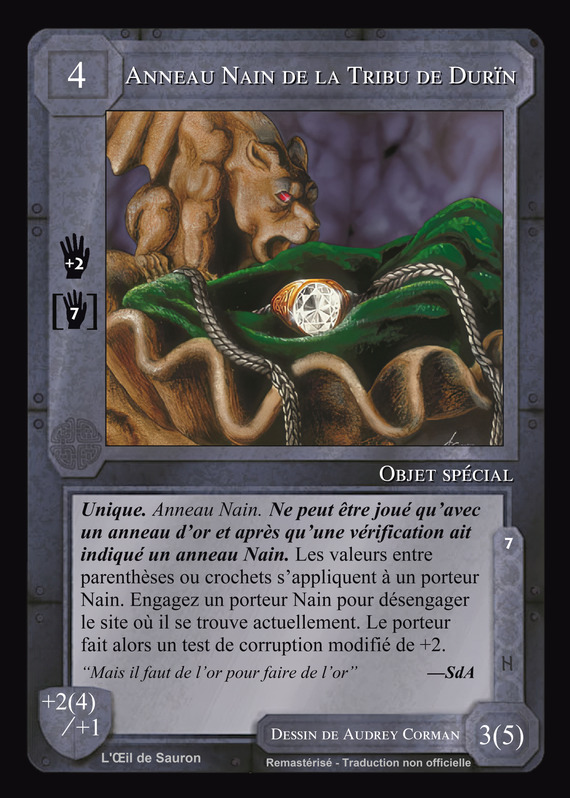 4
ANNEAU NAIN DE LA TRIBU DE DURÏN
+2
[7]
OBJET SPÉCIAL
Unique. Anneau Nain. Ne peut être joué qu’avec
un anneau d’or et après qu’une vérification ait
indiqué un anneau Nain. Les valeurs entre
parenthèses ou crochets s’appliquent à un porteur
Nain. Engagez un porteur Nain pour désengager
le site où il se trouve actuellement. Le porteur
fait alors un test de corruption modifié de +2.
“Mais il faut de l’or pour faire de l’or” —SdA
7
+2(4)
/+1
DESSIN DE AUDREY CORMAN
3(5)
L'Œil de Sauron
Remastérisé - Traduction non officielle